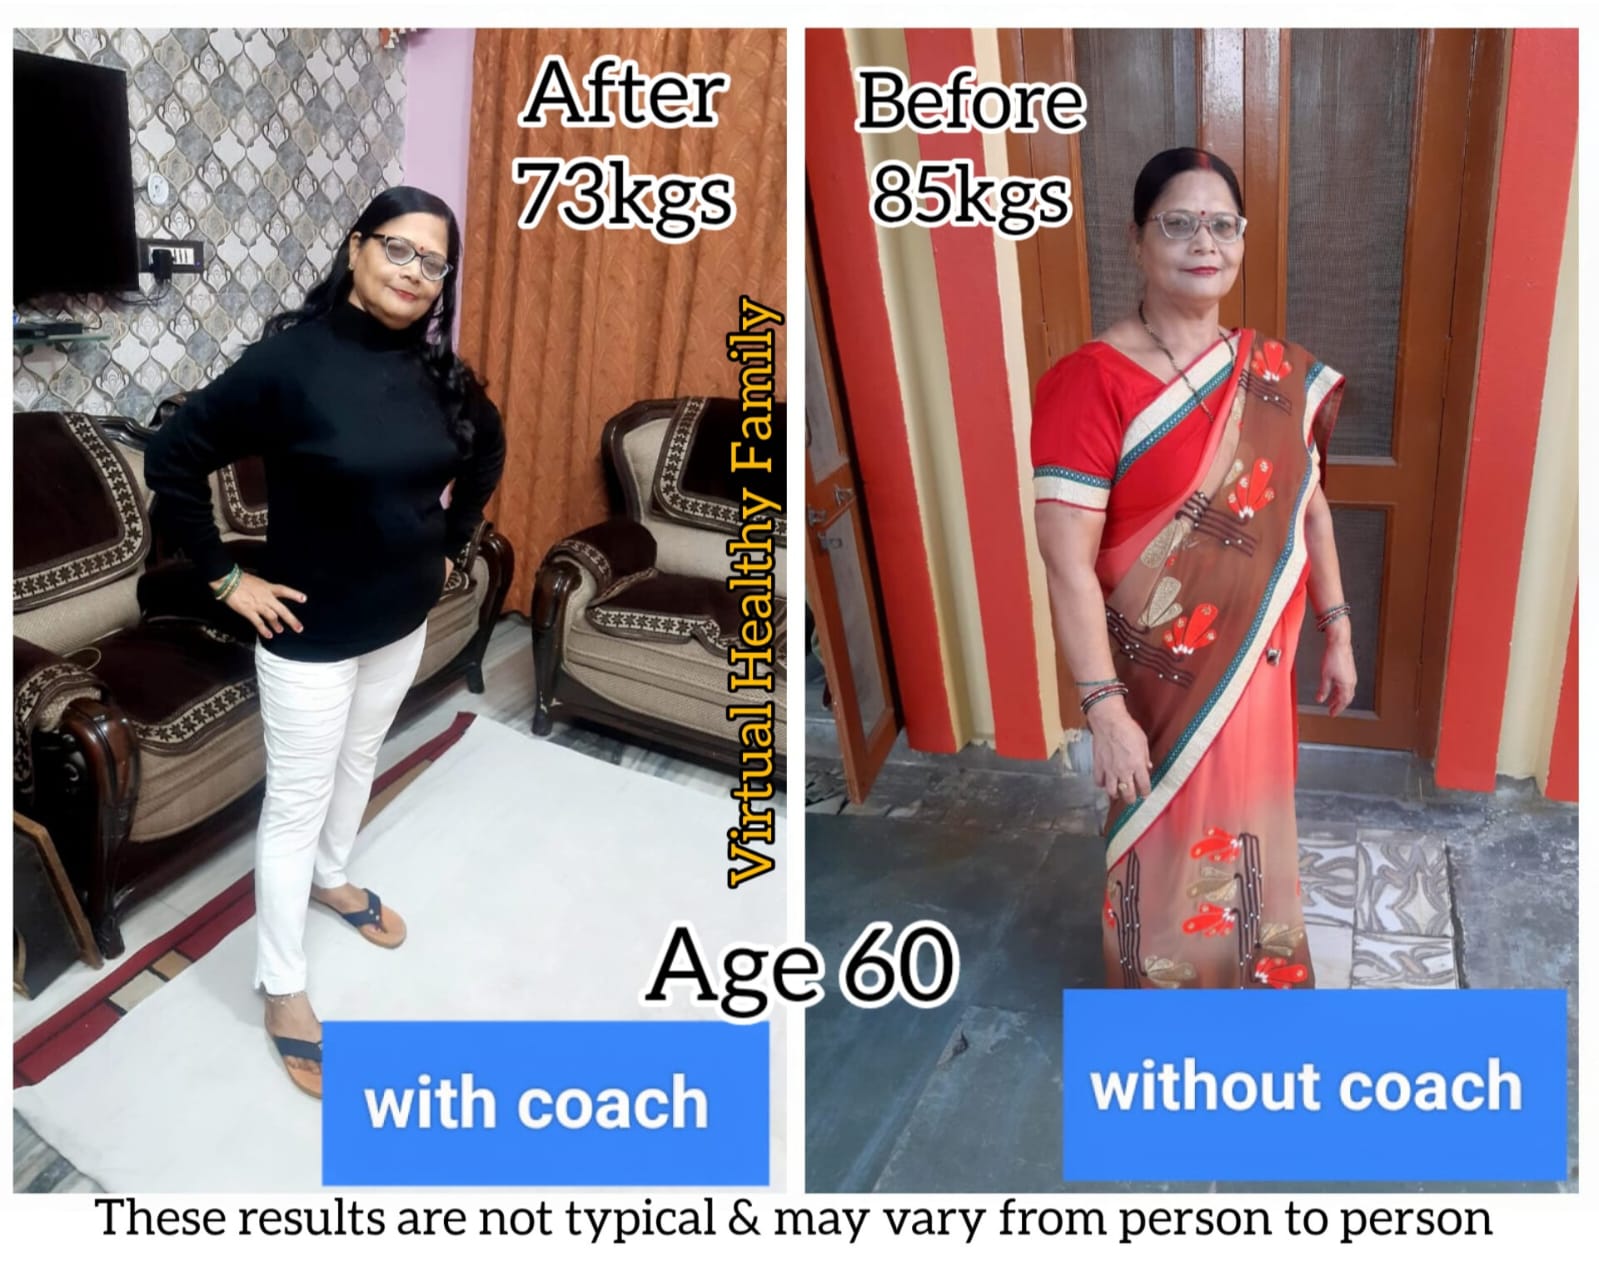 After
73kgs
Before
85kgs
Virtual Healthy Family
Age 60
with coach
without coach
These results are not typical & may vary from person to person